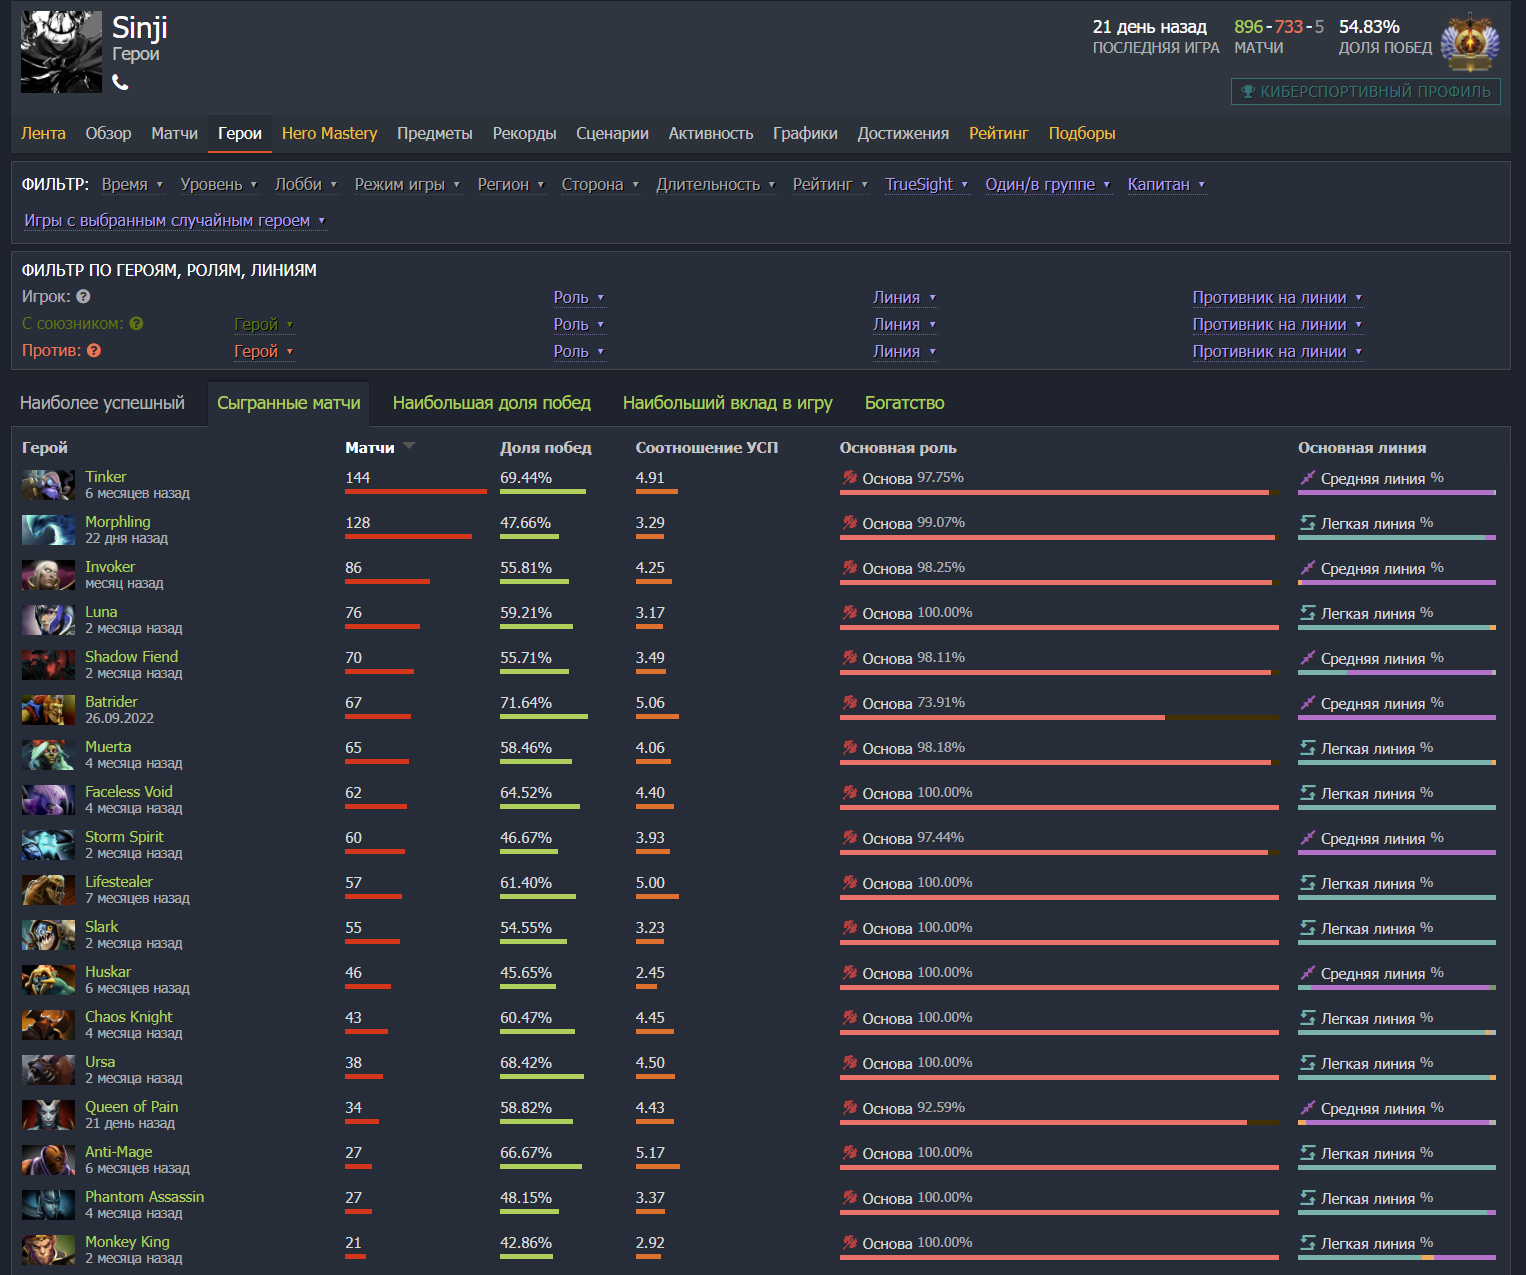 Sinji
Герои
21 день назад
ПОСЛЕДНЯЯ ИГРА
896-733-5
МАТЧИ
54.83%
ДОЛЯ ПОБЕД
КИБЕРСПОРТИВНЫЙ ПРОФИЛЬ
Лента Обзор Матчи Герои Hero Mastery Предметы Рекорды Сценарии Активность Графики Достижения Рейтинг Подборы
ФИЛЬТР: Время Уровень Лобби Режим игры Регион Сторона Длительность Рейтинг TrueSight Один/в группе Капитан
Игры с выбранным случайным героем
ФИЛЬТР ПО ГЕРОЯМ, РОЛЯМ, ЛИНИЯМ
Игрок: ? Роль Линия Противник на линии
С союзником: ? Герой Роль Линия Противник на линии
Против: ? Герой Роль Линия Противник на линии
Наиболее успешный Сыгранные матчи Наибольшая доля побед Наибольший вклад в игру Богатство
Герой Матчи Доля побед Соотношение УСП Основная роль Основная линия
Tinker 144 69.44% 4.91 Основа 97.75% Средняя линия %
6 месяцев назад
Morphling 128 47.66% 3.29 Основа 99.07% Легкая линия %
22 дня назад
Invoker 86 55.81% 4.25 Основа 98.25% Средняя линия %
месяц назад
Luna 76 59.21% 3.17 Основа 100.00% Легкая линия %
2 месяца назад
Shadow Fiend 70 55.71% 3.49 Основа 98.11% Средняя линия %
2 месяца назад
Batrider 67 71.64% 5.06 Основа 73.91% Средняя линия %
26.09.2022
Muerta 65 58.46% 4.06 Основа 98.18% Легкая линия %
4 месяца назад
Faceless Void 62 64.52% 4.40 Основа 100.00% Легкая линия %
4 месяца назад
Storm Spirit 60 46.67% 3.93 Основа 97.44% Средняя линия %
2 месяца назад
Lifestealer 57 61.40% 5.00 Основа 100.00% Легкая линия %
7 месяцев назад
Slark 55 54.55% 3.23 Основа 100.00% Легкая линия %
2 месяца назад
Huskar 46 45.65% 2.45 Основа 100.00% Средняя линия %
6 месяцев назад
Chaos Knight 43 60.47% 4.45 Основа 100.00% Легкая линия %
4 месяца назад
Ursa 38 68.42% 4.50 Основа 100.00% Легкая линия %
2 месяца назад
Queen of Pain 34 58.82% 4.43 Основа 92.59% Средняя линия %
21 день назад
Anti-Mage 27 66.67% 5.17 Основа 100.00% Легкая линия %
6 месяцев назад
Phantom Assassin 27 48.15% 3.37 Основа 100.00% Легкая линия %
4 месяца назад
Monkey King 21 42.86% 2.92 Основа 100.00% Легкая линия %
2 месяца назад